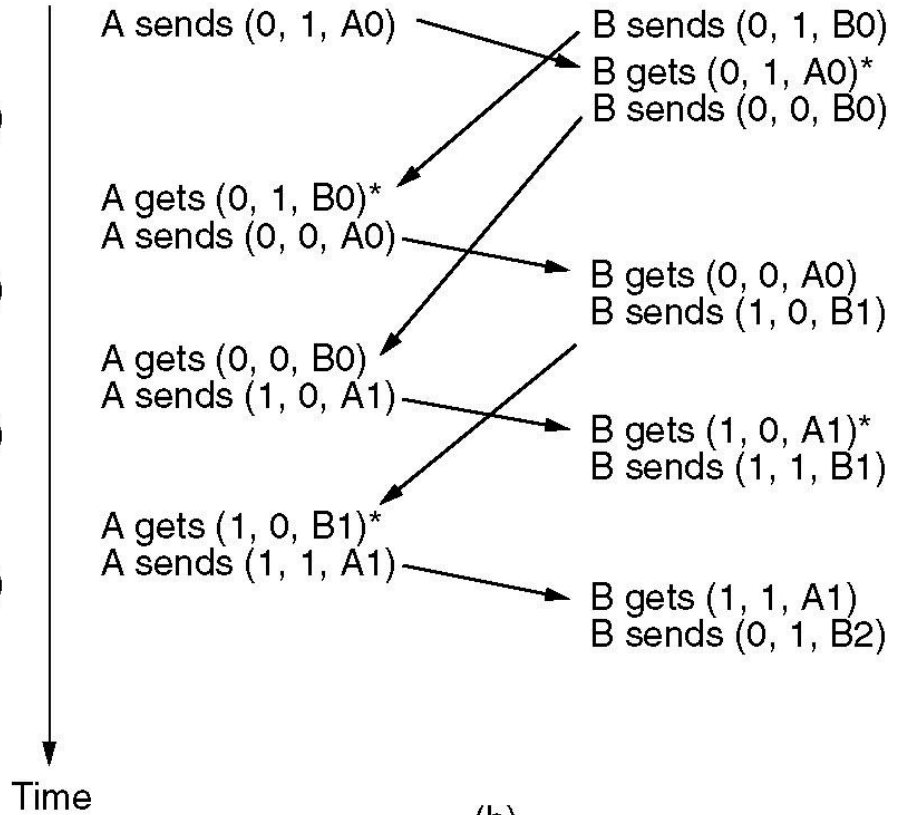 A sends (0, 1, A0)
B sends (0, 1, B0)
B gets (0, 1, A0)*
B sends (0, 0, B0)
A gets (0, 1, B0)*
A sends (0, 0, A0)
B gets (0, 0, A0)
B sends (1, 0, B1)
A gets (0, 0, B0)
A sends (1, 0, A1)
B gets (1, 0, A1)*
B sends (1, 1, B1)
A gets (1, 0, B1)*
A sends (1, 1, A1)
B gets (1, 1, A1)
B sends (0, 1, B2)
Time
(b)